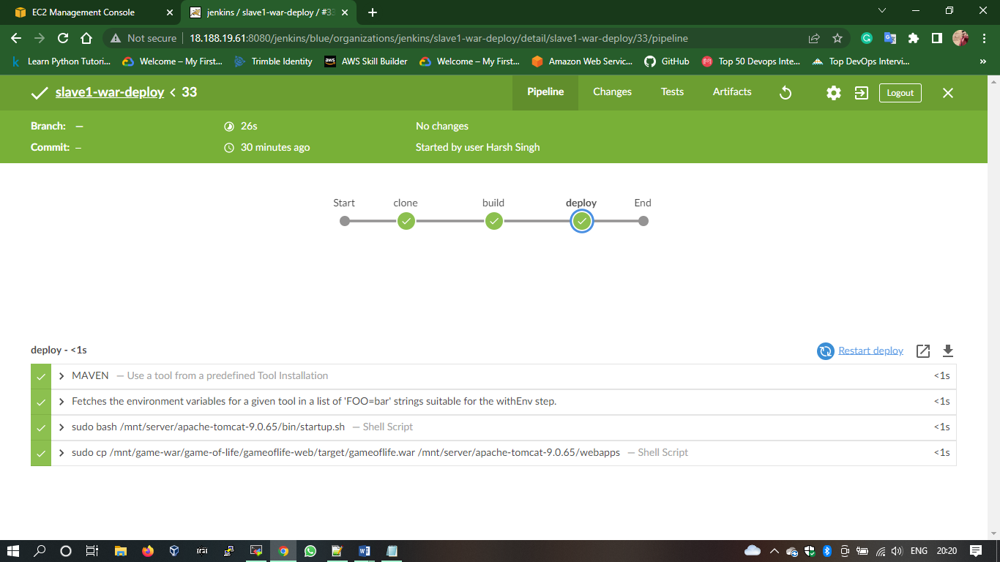 EC2 Management Console
jenkins / slave1-war-deploy / #33
Not secure 18.188.19.61:8080/jenkins/blue/organizations/jenkins/slave1-war-deploy/detail/slave1-war-deploy/33/pipeline
Learn Python Tutori... Welcome – My First... Trimble Identity aws AWS Skill Builder Welcome – My First... Amazon Web Servic... GitHub Top 50 Devops Inte... Top DevOps Intervi... »
slave1-war-deploy < 33 Pipeline Changes Tests Artifacts Logout
Branch: — 26s No changes
Commit: – 30 minutes ago Started by user Harsh Singh
Start clone build deploy End
deploy - <1s Restart deploy
MAVEN — Use a tool from a predefined Tool Installation <1s
Fetches the environment variables for a given tool in a list of 'FOO=bar' strings suitable for the withEnv step. <1s
sudo bash /mnt/server/apache-tomcat-9.0.65/bin/startup.sh — Shell Script <1s
sudo cp /mnt/game-war/game-of-life/gameoflife-web/target/gameoflife.war /mnt/server/apache-tomcat-9.0.65/webapps — Shell Script <1s
ENG 20:20